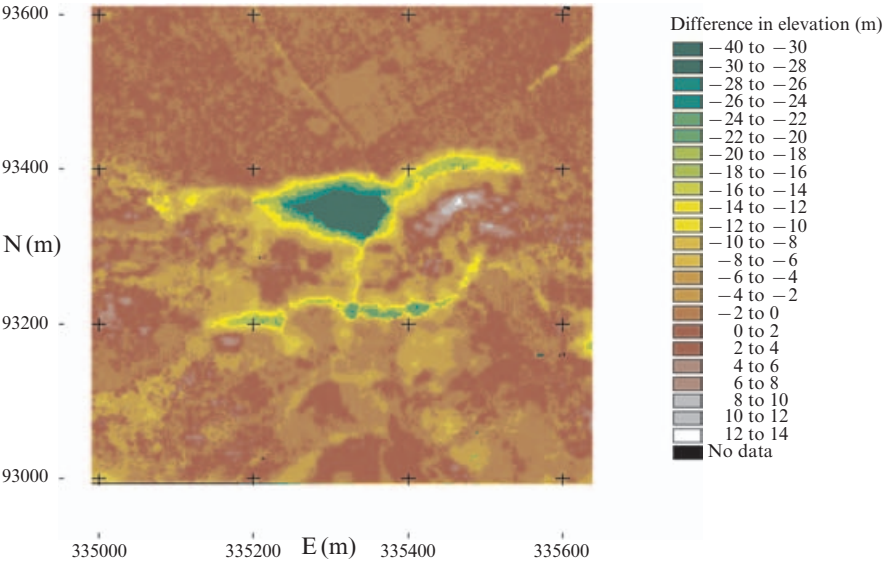 93600
93400
N (m)
93200
93000
335000
335200
E (m)
335400
335600
Difference in elevation (m)
−40 to −30
−30 to −28
−28 to −26
−26 to −24
−24 to −22
−22 to −20
−20 to −18
−18 to −16
−16 to −14
−14 to −12
−12 to −10
−10 to −8
−8 to −6
−6 to −4
−4 to −2
−2 to 0
0 to 2
2 to 4
4 to 6
6 to 8
8 to 10
10 to 12
12 to 14
No data